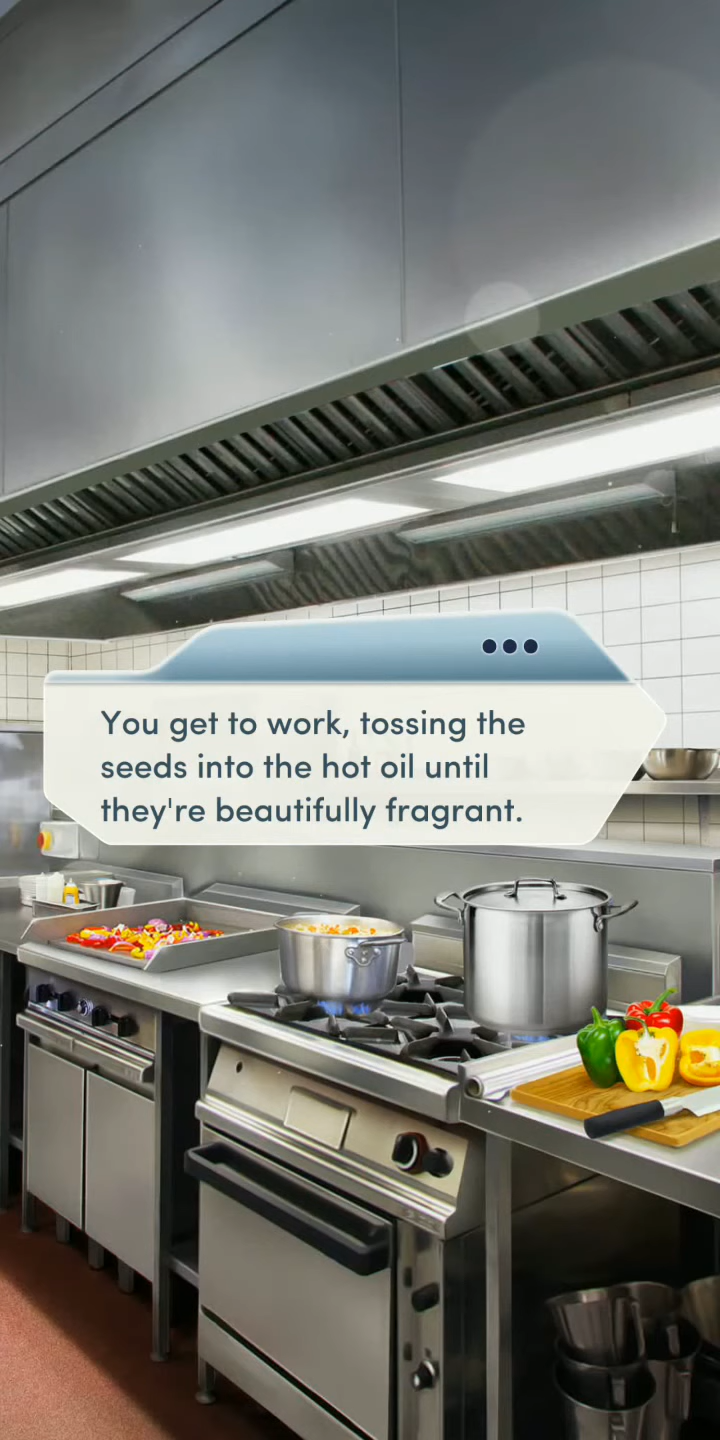 You get to work, tossing the
seeds into the hot oil until
they're beautifully fragrant.